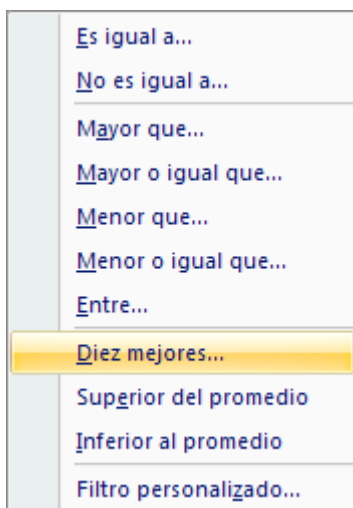 Es igual a...
No es igual a...
Mayor que...
Mayor o igual que...
Menor que...
Menor o igual que...
Entre...
Diez mejores...
Superior del promedio
Inferior al promedio
Filtro personalizado...